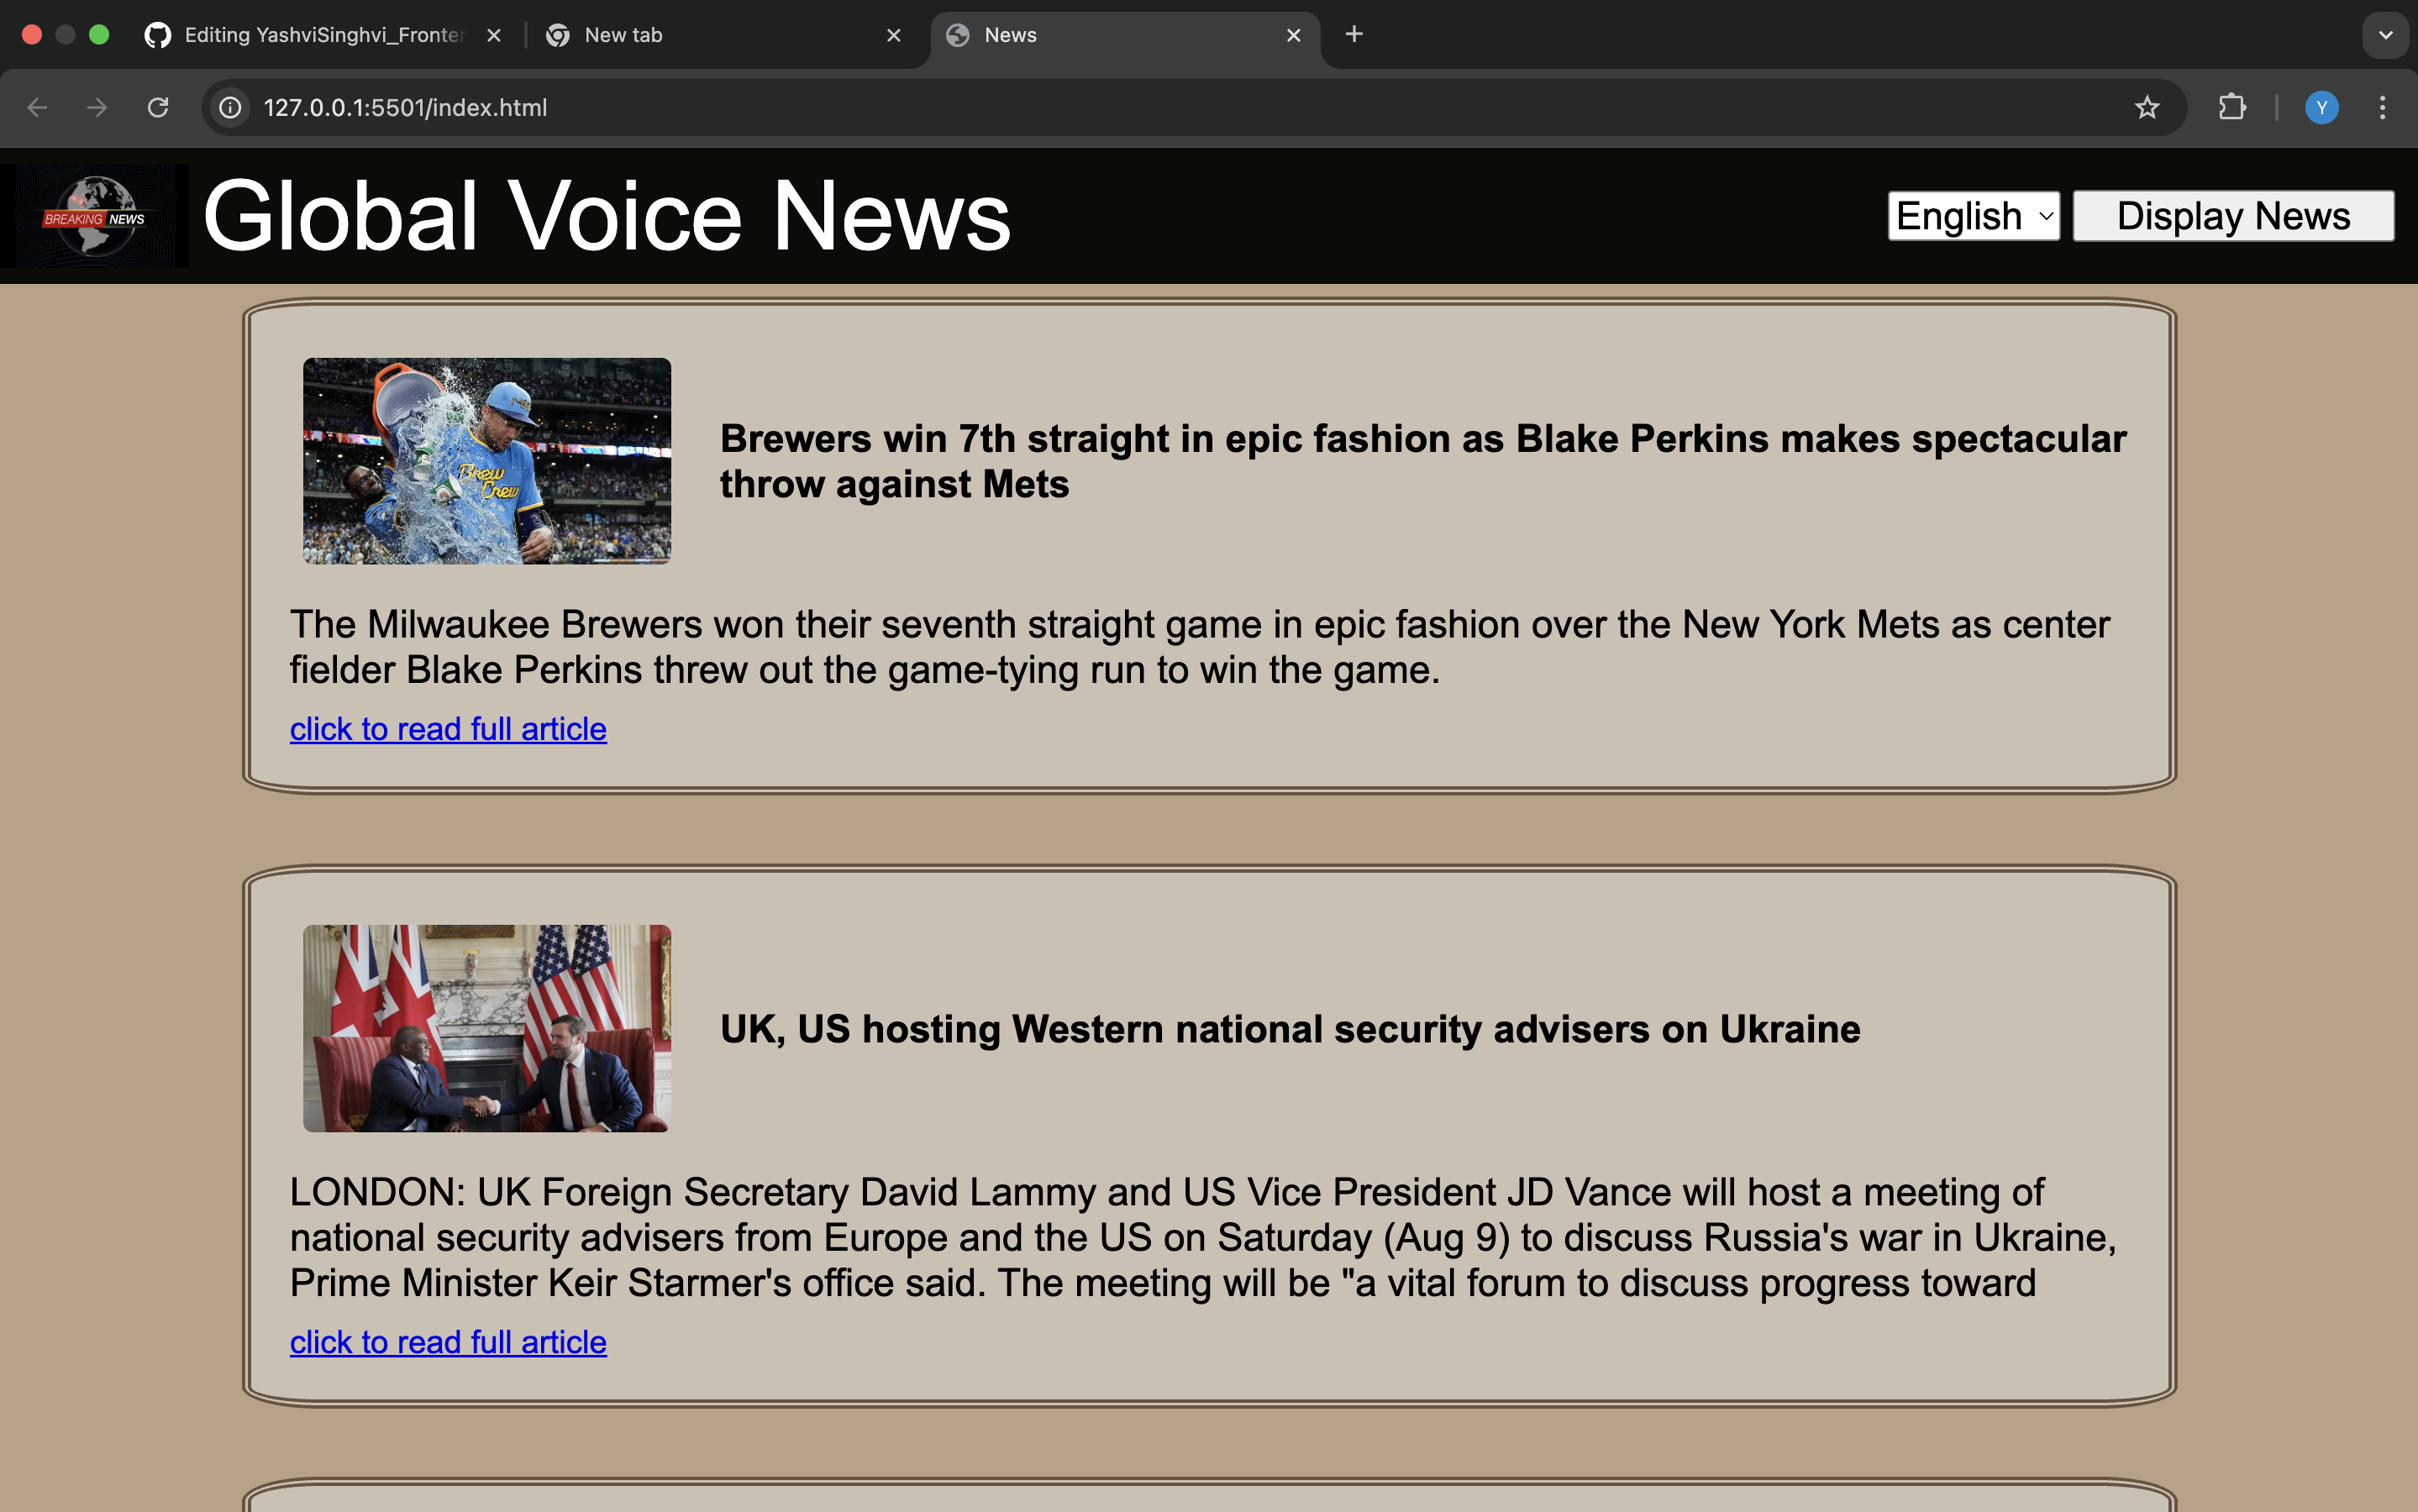 Editing YashviSinghvi_Fronter
New tab
News
127.0.0.1:5501/index.html
Y
BREAKING NEWS
Global Voice News
English
Display News
Brew
Crew
Brewers win 7th straight in epic fashion as Blake Perkins makes spectacular
throw against Mets
The Milwaukee Brewers won their seventh straight game in epic fashion over the New York Mets as center
fielder Blake Perkins threw out the game-tying run to win the game.
click to read full article
UK, US hosting Western national security advisers on Ukraine
LONDON: UK Foreign Secretary David Lammy and US Vice President JD Vance will host a meeting of
national security advisers from Europe and the US on Saturday (Aug 9) to discuss Russia's war in Ukraine,
Prime Minister Keir Starmer's office said. The meeting will be "a vital forum to discuss progress toward
click to read full article